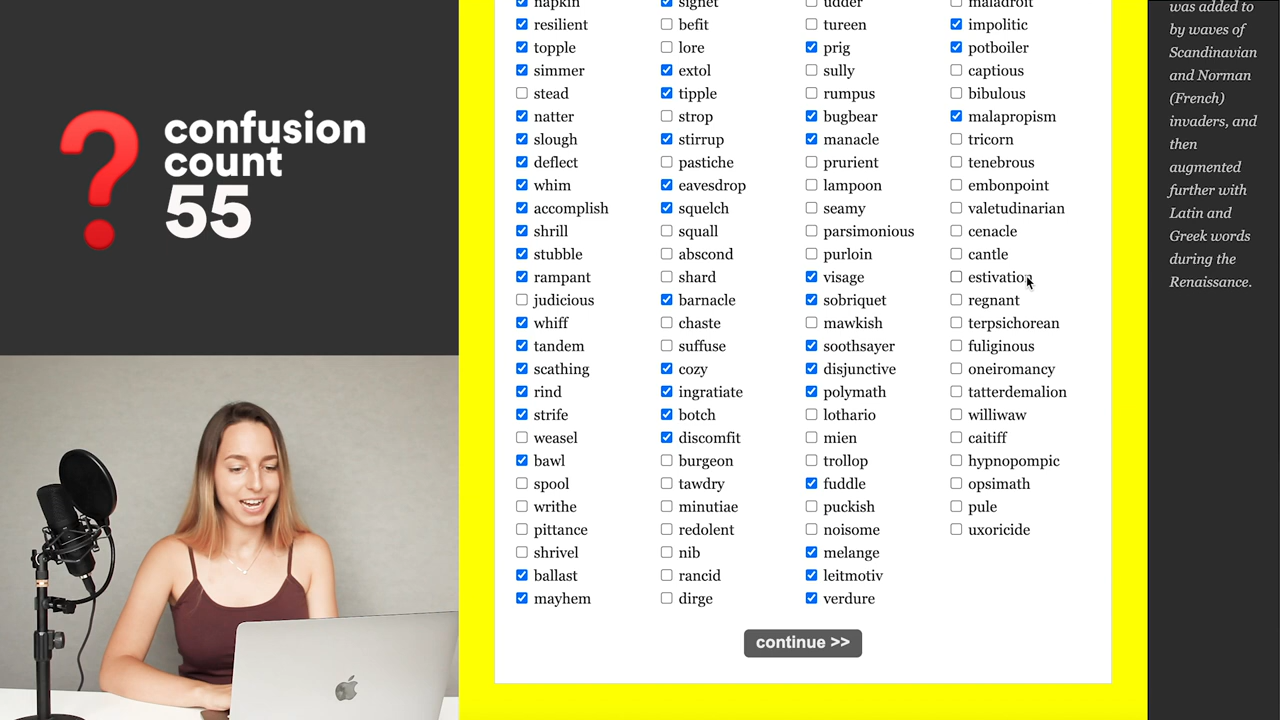 confusion
count
55
napkin
resilient
topple
simmer
stead
natter
slough
deflect
whim
accomplish
shrill
stubble
rampant
judicious
whiff
tandem
scathing
rind
strife
weasel
bawl
spool
writhe
pittance
shrivel
ballast
mayhem
signet
befit
lore
extol
tipple
strop
stirrup
pastiche
eavesdrop
squelch
squall
abscond
shard
barnacle
chaste
suffuse
cozy
ingratiate
botch
discomfit
burgeon
tawdry
minutiae
redolent
nib
rancid
dirge
udder
tureen
prig
sully
rumpus
bugbear
manacle
prurient
lampoon
seamy
parsimonious
purloin
visage
sobriquet
mawkish
soothsayer
disjunctive
polymath
lothario
mien
trollop
fuddle
puckish
noisome
melange
leitmotiv
verdure
maladroit
impolitic
potboiler
captious
bibulous
malapropism
tricorn
tenebrous
embonpoint
valetudinarian
cenacle
cantle
estivation
regnant
terpsichorean
fuliginous
oneiromancy
tatterdemalion
williwaw
caitiff
hypnopompic
opsimath
pule
uxoricide
continue >>
was added to
by waves of
Scandinavian
and Norman
(French)
invaders, and
then
augmented
further with
Latin and
Greek words
during the
Renaissance.